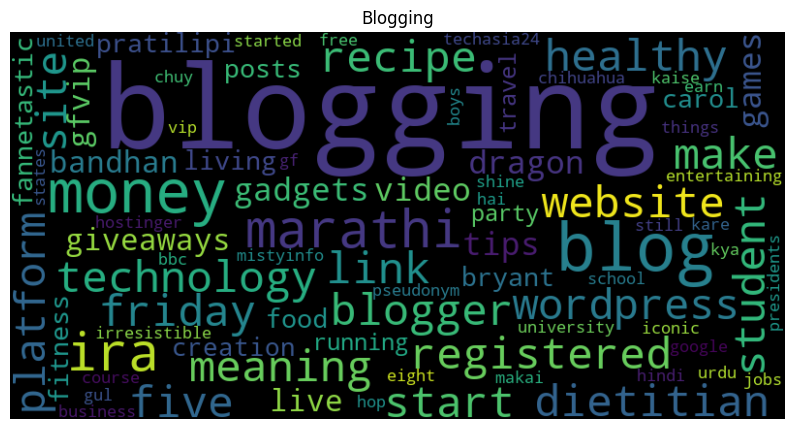 Blogging
united
pratilipi
started
free
techasia24
fannetastic
site
gfvip
chuy
posts
recipe
healthy
games
travel
chihuahua
kaise
earn
carol
boys
vip
blogging
things
states
bandhan
living
gf
dragon
make
entertaining
money
gadgets
video
shine
hai
website
hostinger
marathi
party
still
kare
giveaways
tips
blog
kya
student
bbc
mistyinfo
technology
link
bryant
school
presidents
platform
pseudonym
friday
food
blogger
wordpress
fitness
irresistible
running
university
iconic
ira
creation
registered
google
meaning
course
eight
makai
hindi
urdu
jobs
gul
business
five
live
hop
start
dietitian